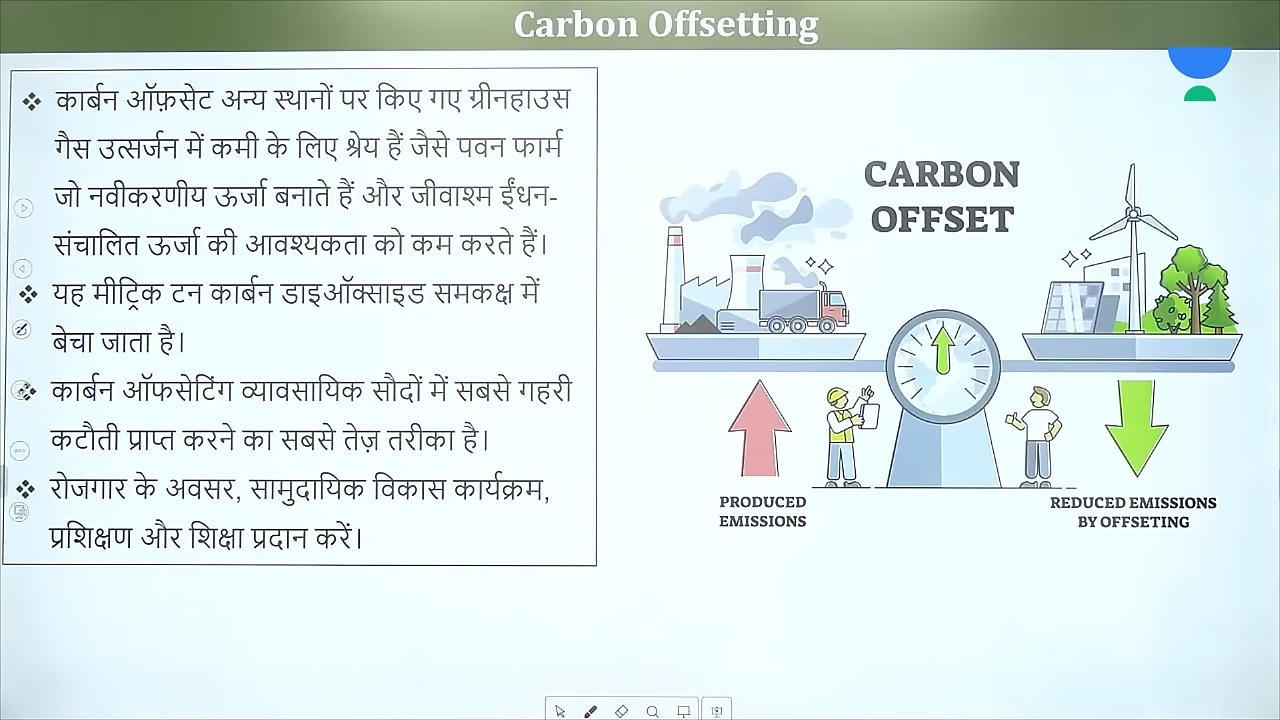 Carbon Offsetting
❖ कार्बन ऑफ़सेट अन्य स्थानों पर किए गए ग्रीनहाउस
गैस उत्सर्जन में कमी के लिए श्रेय हैं जैसे पवन फार्म
जो नवीकरणीय ऊर्जा बनाते हैं और जीवाश्म ईंधन-
संचालित ऊर्जा की आवश्यकता को कम करते हैं।
❖ यह मीट्रिक टन कार्बन डाइऑक्साइड समकक्ष में
बेचा जाता है।
❖ कार्बन ऑफसेटिंग व्यावसायिक सौदों में सबसे गहरी
कटौती प्राप्त करने का सबसे तेज़ तरीका है।
❖ रोजगार के अवसर, सामुदायिक विकास कार्यक्रम,
प्रशिक्षण और शिक्षा प्रदान करें।
CARBON
OFFSET
PRODUCED
EMISSIONS
REDUCED EMISSIONS
BY OFFSETING